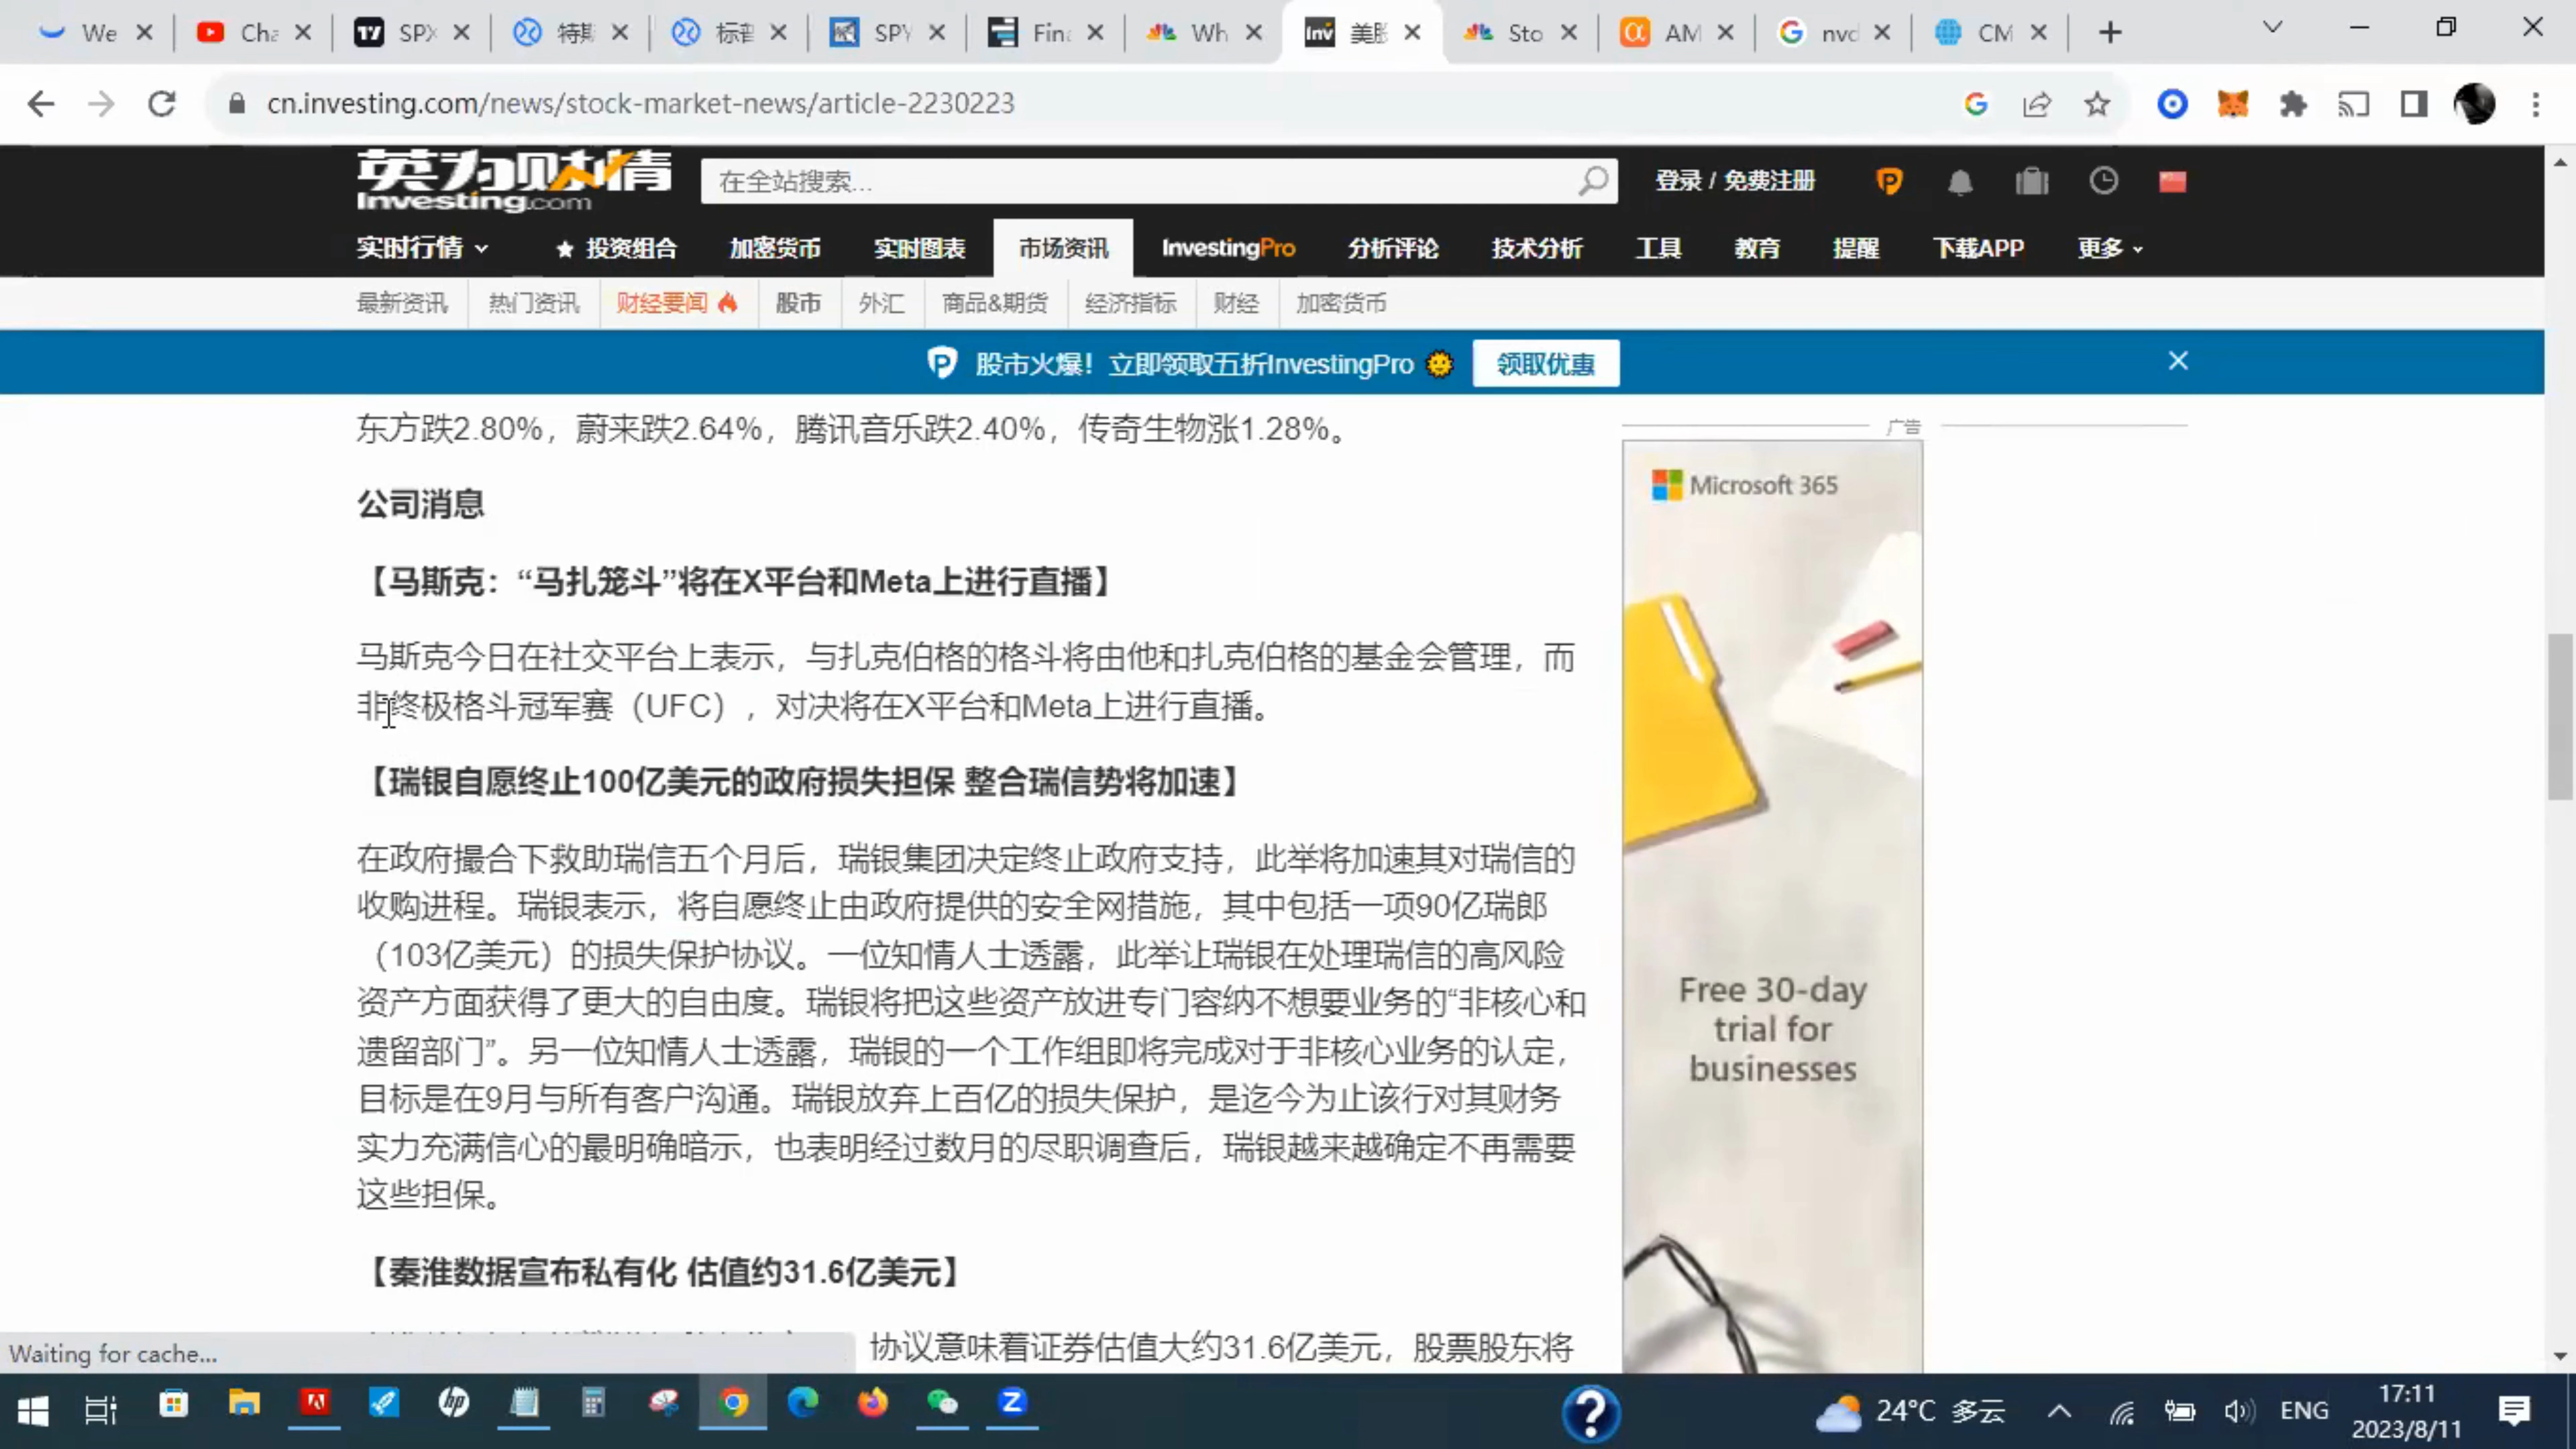 We
Cha
SPX
特斯
标普
SPY
Fina
Wh
美股
Sto
AM
nvd
CM
cn.investing.com/news/stock-market-news/article-2230223
英为财情
Investing.com
在全站搜索...
登录 / 免费注册
实时行情
投资组合
加密货币
实时图表
市场资讯
InvestingPro
分析评论
技术分析
工具
教育
提醒
下载APP
更多
最新资讯
热门资讯
财经要闻
股市
外汇
商品&期货
经济指标
财经
加密货币
股市火爆！立即领取五折InvestingPro
领取优惠
东方跌2.80%，蔚来跌2.64%，腾讯音乐跌2.40%，传奇生物涨1.28%。
公司消息
【马斯克：“马扎笼斗”将在X平台和Meta上进行直播】
马斯克今日在社交平台上表示，与扎克伯格的格斗将由他和扎克伯格的基金会管理，而
非终极格斗冠军赛（UFC），对决将在X平台和Meta上进行直播。
【瑞银自愿终止100亿美元的政府损失担保 整合瑞信势将加速】
在政府撮合下救助瑞信五个月后，瑞银集团决定终止政府支持，此举将加速其对瑞信的
收购进程。瑞银表示，将自愿终止由政府提供的安全网措施，其中包括一项90亿瑞郎
（103亿美元）的损失保护协议。一位知情人士透露，此举让瑞银在处理瑞信的高风险
资产方面获得了更大的自由度。瑞银将把这些资产放进专门容纳不想要业务的“非核心和
遗留部门”。另一位知情人士透露，瑞银的一个工作组即将完成对于非核心业务的认定，
目标是在9月与所有客户沟通。瑞银放弃上百亿的损失保护，是迄今为止该行对其财务
实力充满信心的最明确暗示，也表明经过数月的尽职调查后，瑞银越来越确定不再需要
这些担保。
【秦淮数据宣布私有化 估值约31.6亿美元】
协议意味着证券估值大约31.6亿美元，股票股东将
广告
Microsoft 365
Free 30-day
trial for
businesses
Waiting for cache...
24°C 多云
ENG
17:11
2023/8/11